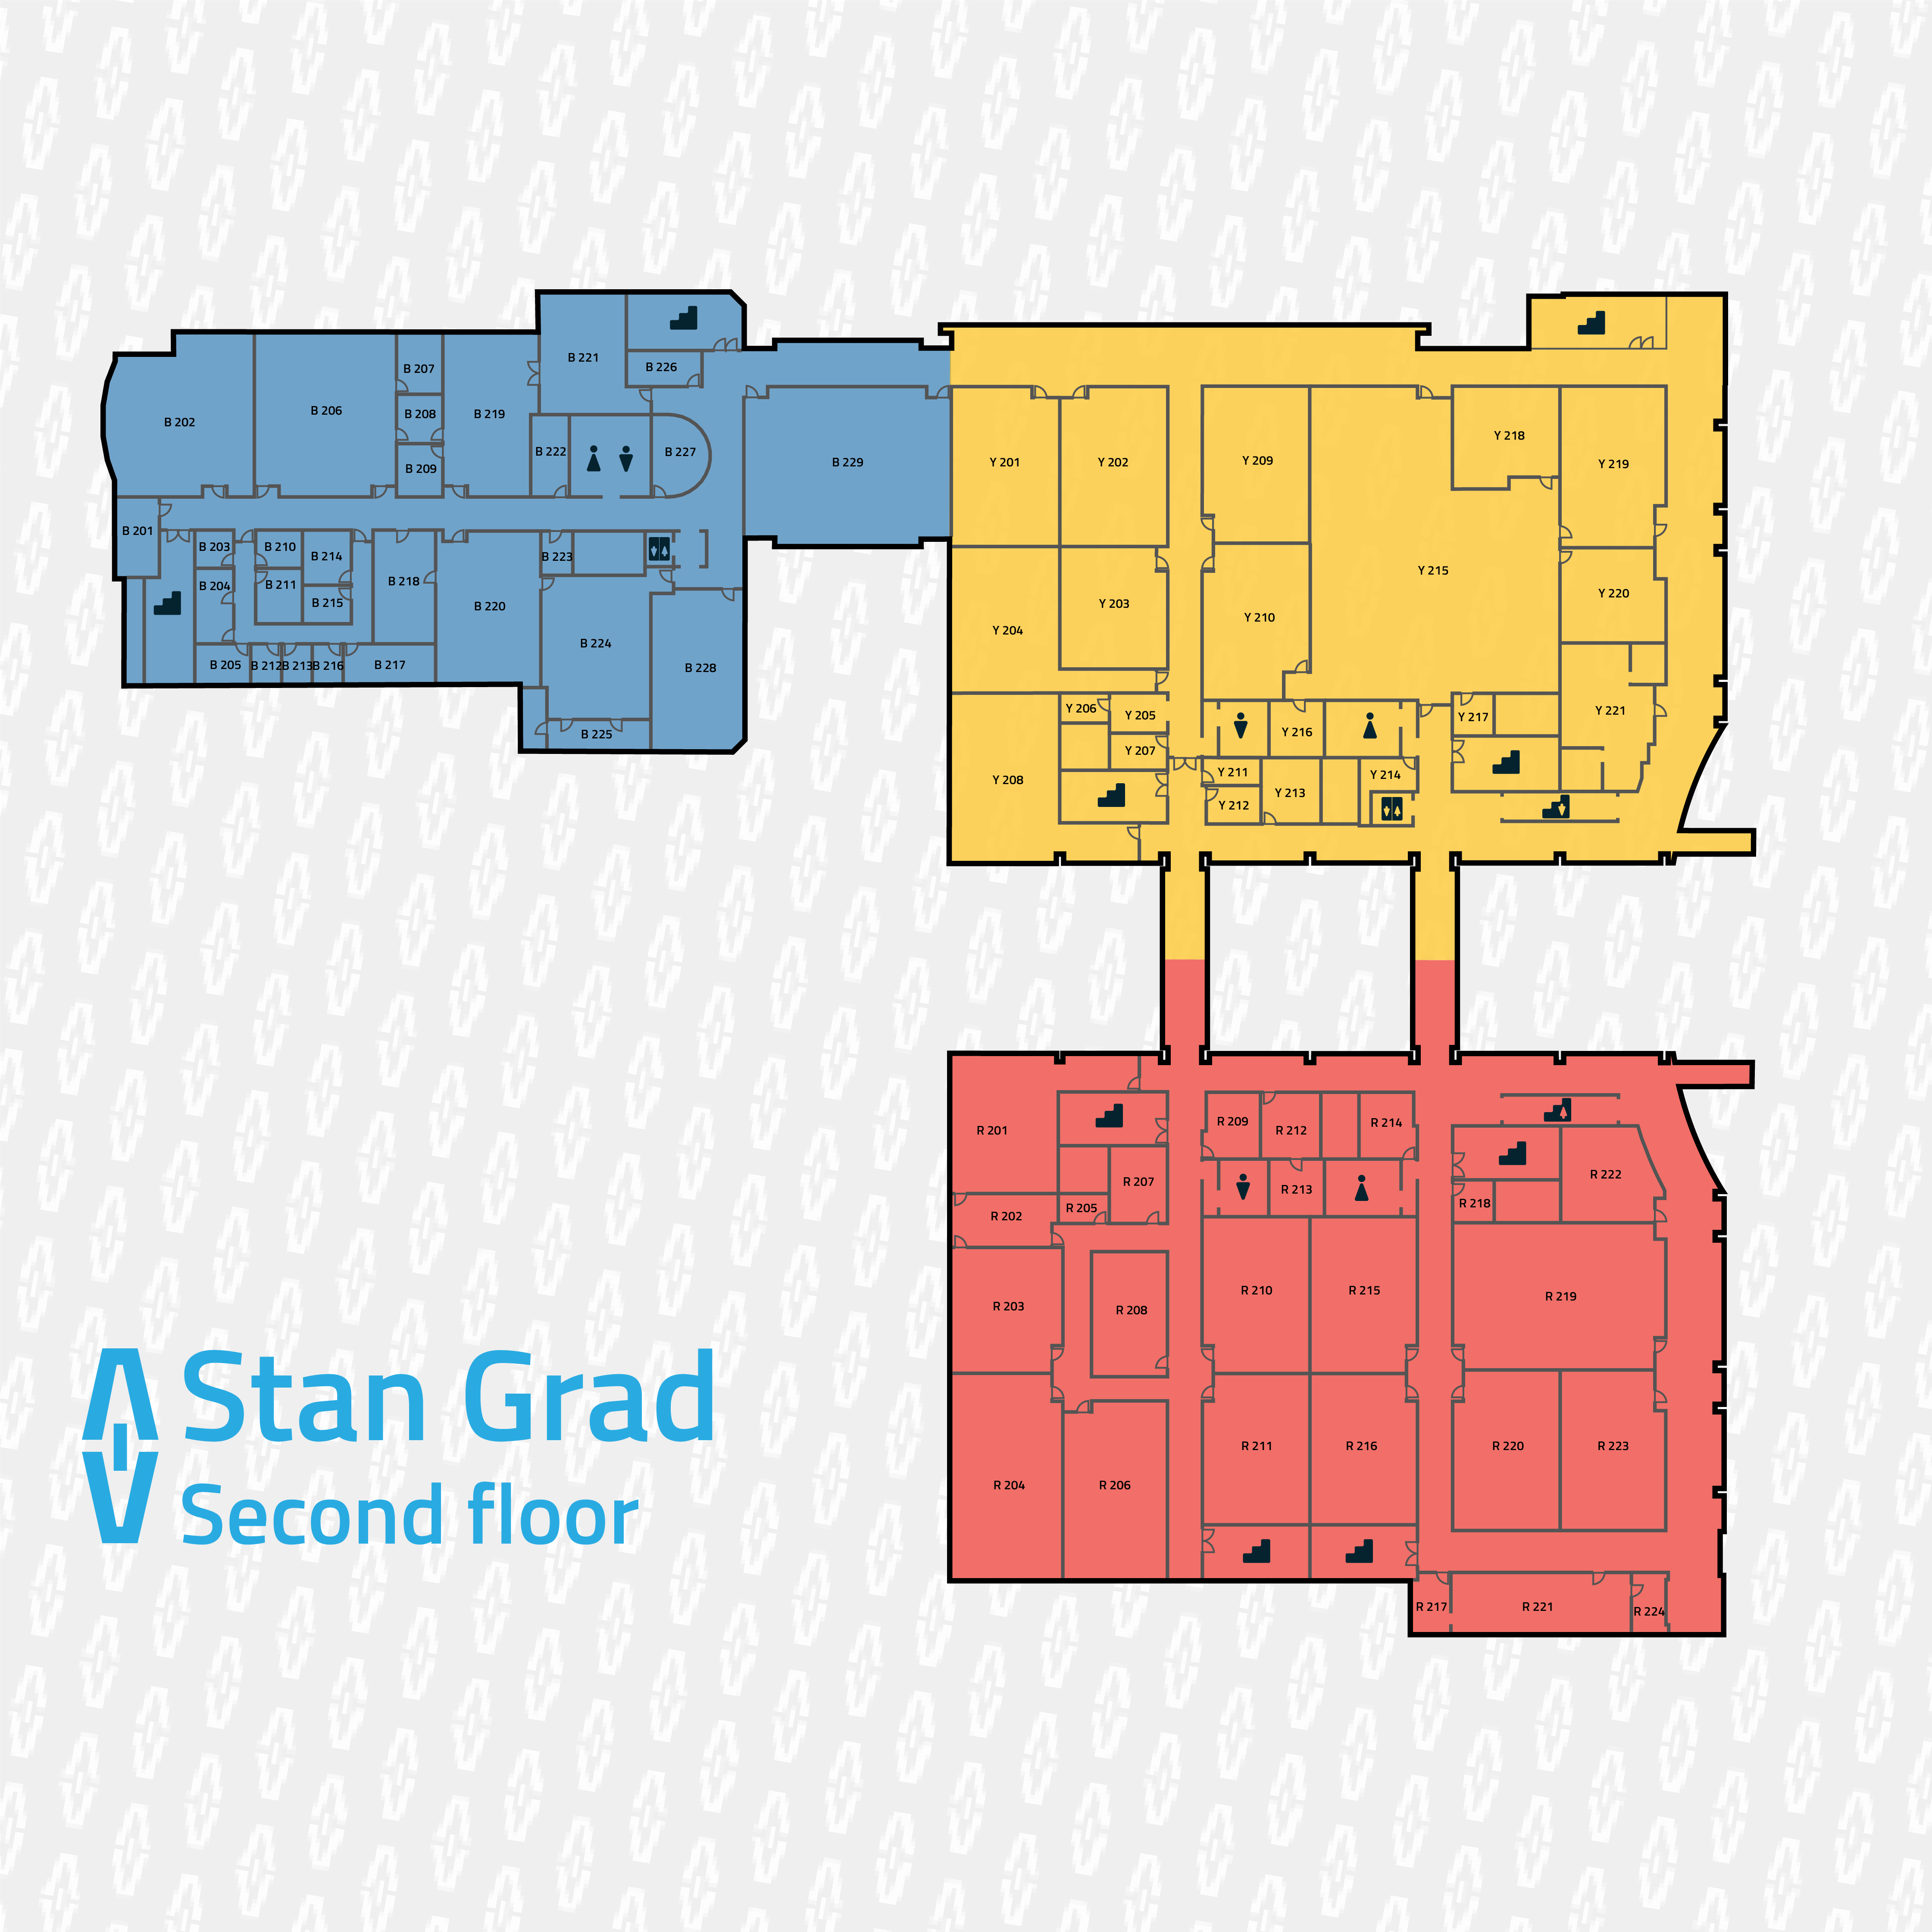 B 221
B 226
B 207
B 202
B 206
B 208
B 219
B 209
B 222
B 227
B 229
B 201
B 203
B 210
B 214
B 223
B 204
B 211
B 215
B 218
B 220
B 224
B 205
B 212
B 213
B 216
B 217
B 228
B 225
Y 201
Y 202
Y 209
Y 218
Y 219
Y 215
Y 203
Y 204
Y 210
Y 220
Y 206
Y 205
Y 207
Y 208
Y 216
Y 217
Y 221
Y 211
Y 212
Y 213
Y 214
R 201
R 209
R 212
R 214
R 207
R 213
R 222
R 202
R 205
R 218
R 203
R 208
R 210
R 215
R 219
R 204
R 206
R 211
R 216
R 220
R 223
R 217
R 221
R 224
Stan Grad
Second floor